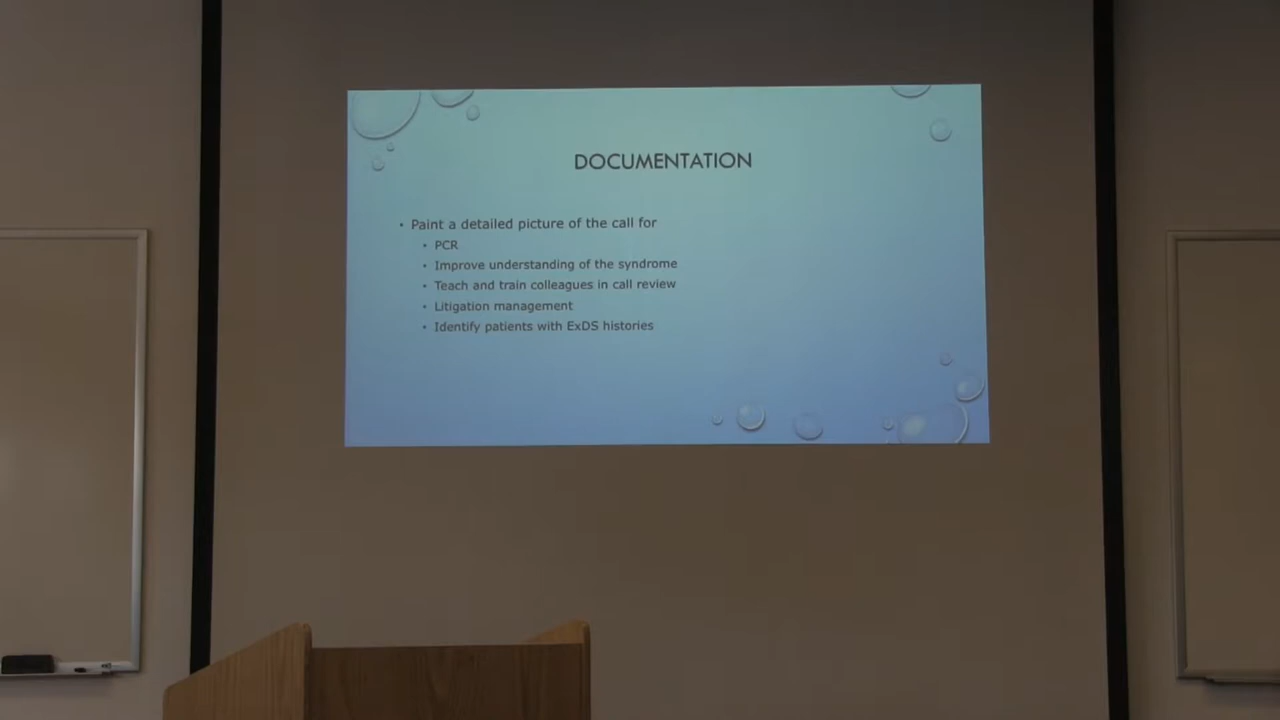 DOCUMENTATION
• Paint a detailed picture of the call for
• PCR
• Improve understanding of the syndrome
• Teach and train colleagues in call review
• Litigation management
• Identify patients with ExDS histories